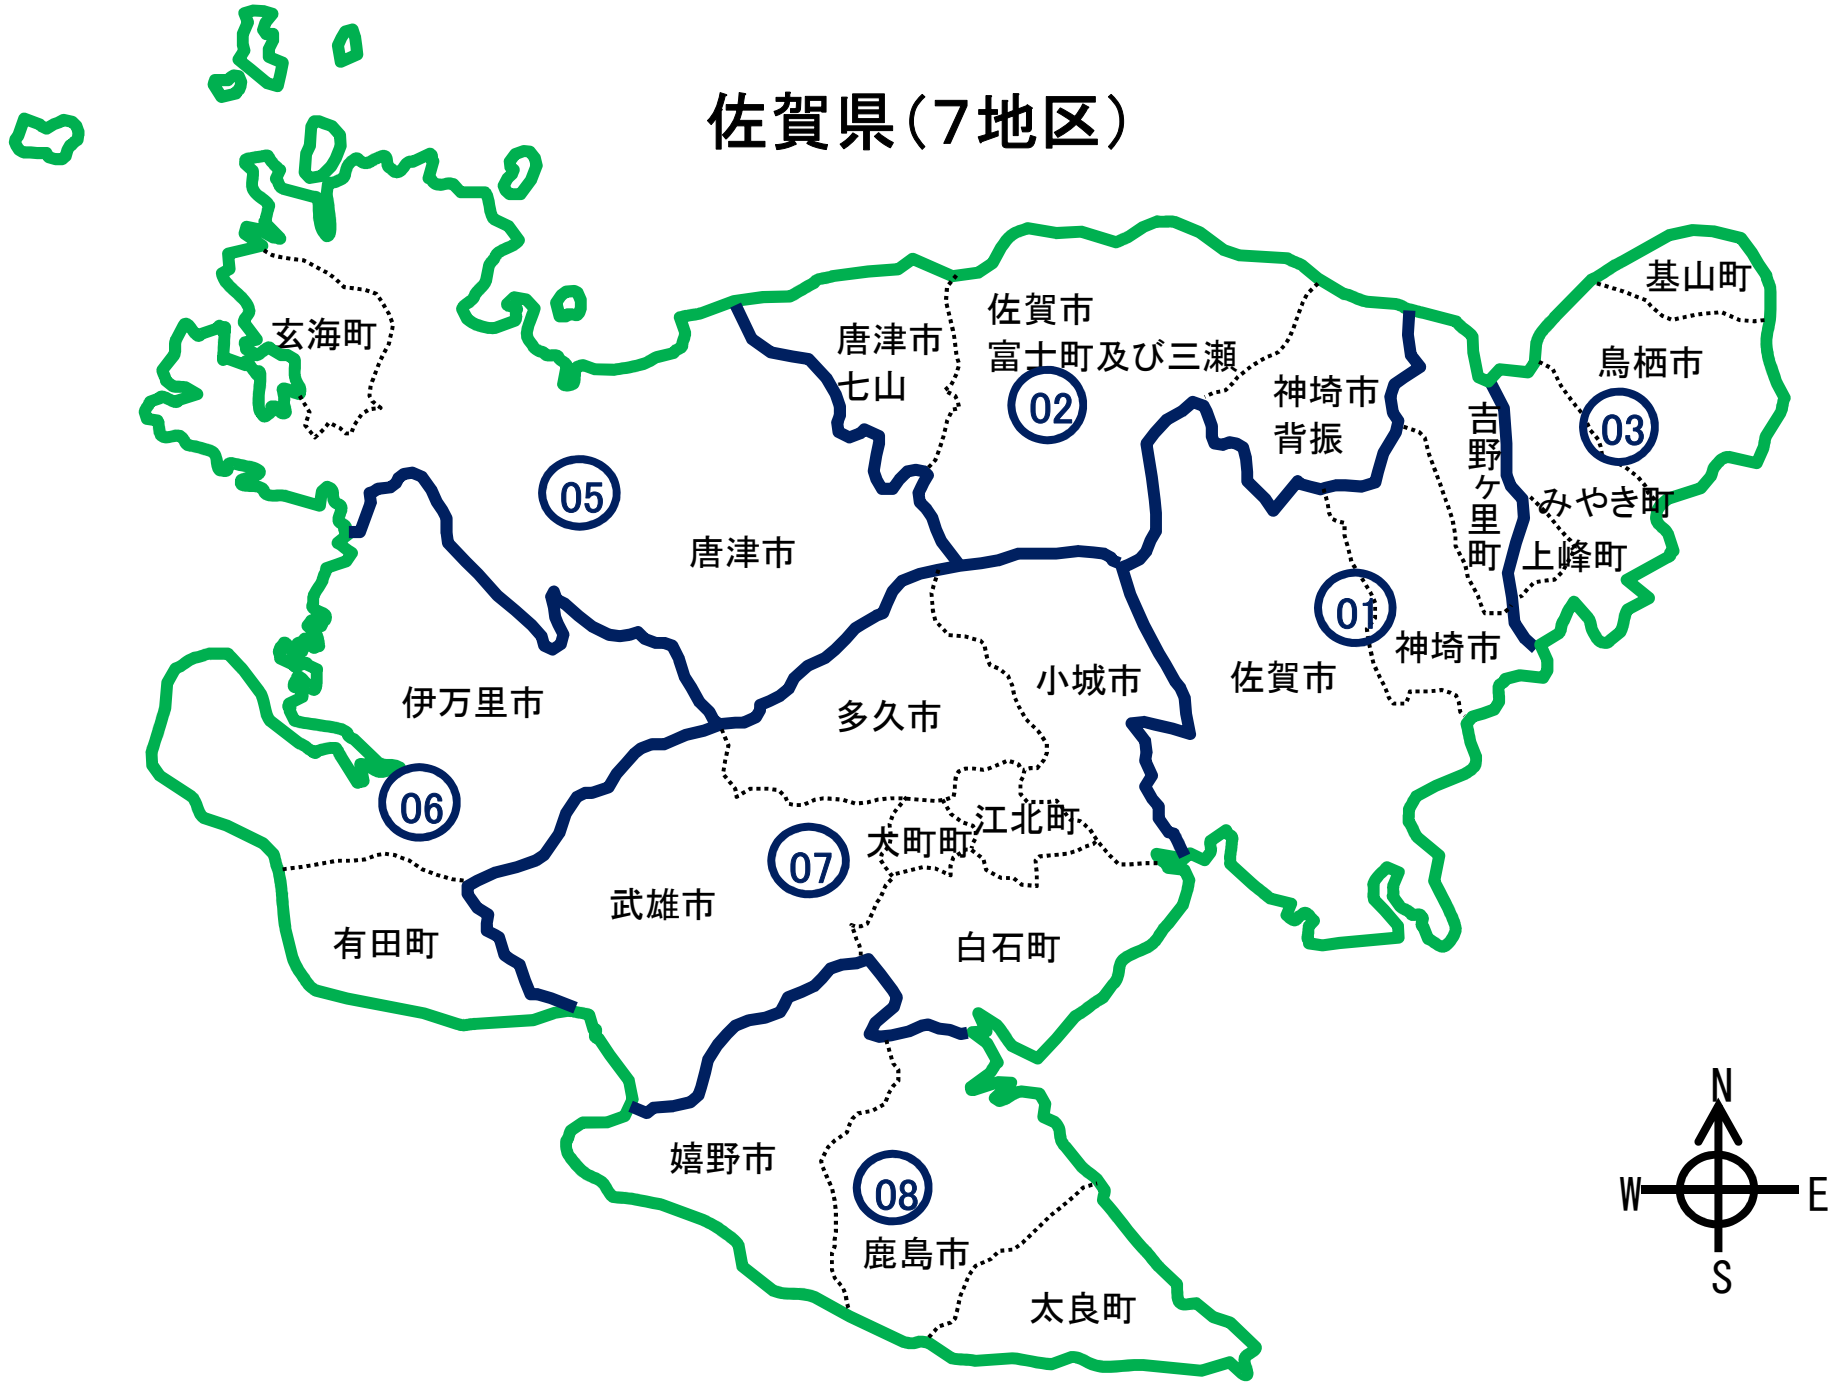 佐賀県（７地区）
基山町
佐賀市
富士町及び三瀬
唐津市
七山
玄海町
鳥栖市
神埼市
背振
02
03
吉野ヶ里町
05
みやき町
唐津市
上峰町
01
神埼市
佐賀市
小城市
伊万里市
多久市
06
江北町
大町町
07
武雄市
有田町
白石町
嬉野市
08
鹿島市
太良町
N
W
E
S